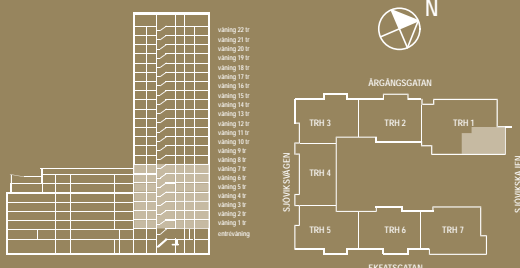 N
våning 22 tr
våning 21 tr
våning 20 tr
våning 19 tr
våning 18 tr
våning 17 tr
våning 16 tr
våning 15 tr
våning 14 tr
våning 13 tr
våning 12 tr
våning 11 tr
våning 10 tr
våning 9 tr
våning 8 tr
våning 7 tr
våning 6 tr
våning 5 tr
våning 4 tr
våning 3 tr
våning 2 tr
våning 1 tr
entrévåning
ÅRGÅNGSGATAN
TRH 3
TRH 2
TRH 1
SJÖVIKSVÄGEN
TRH 4
SJÖVIKSKAJEN
TRH 5
TRH 6
TRH 7